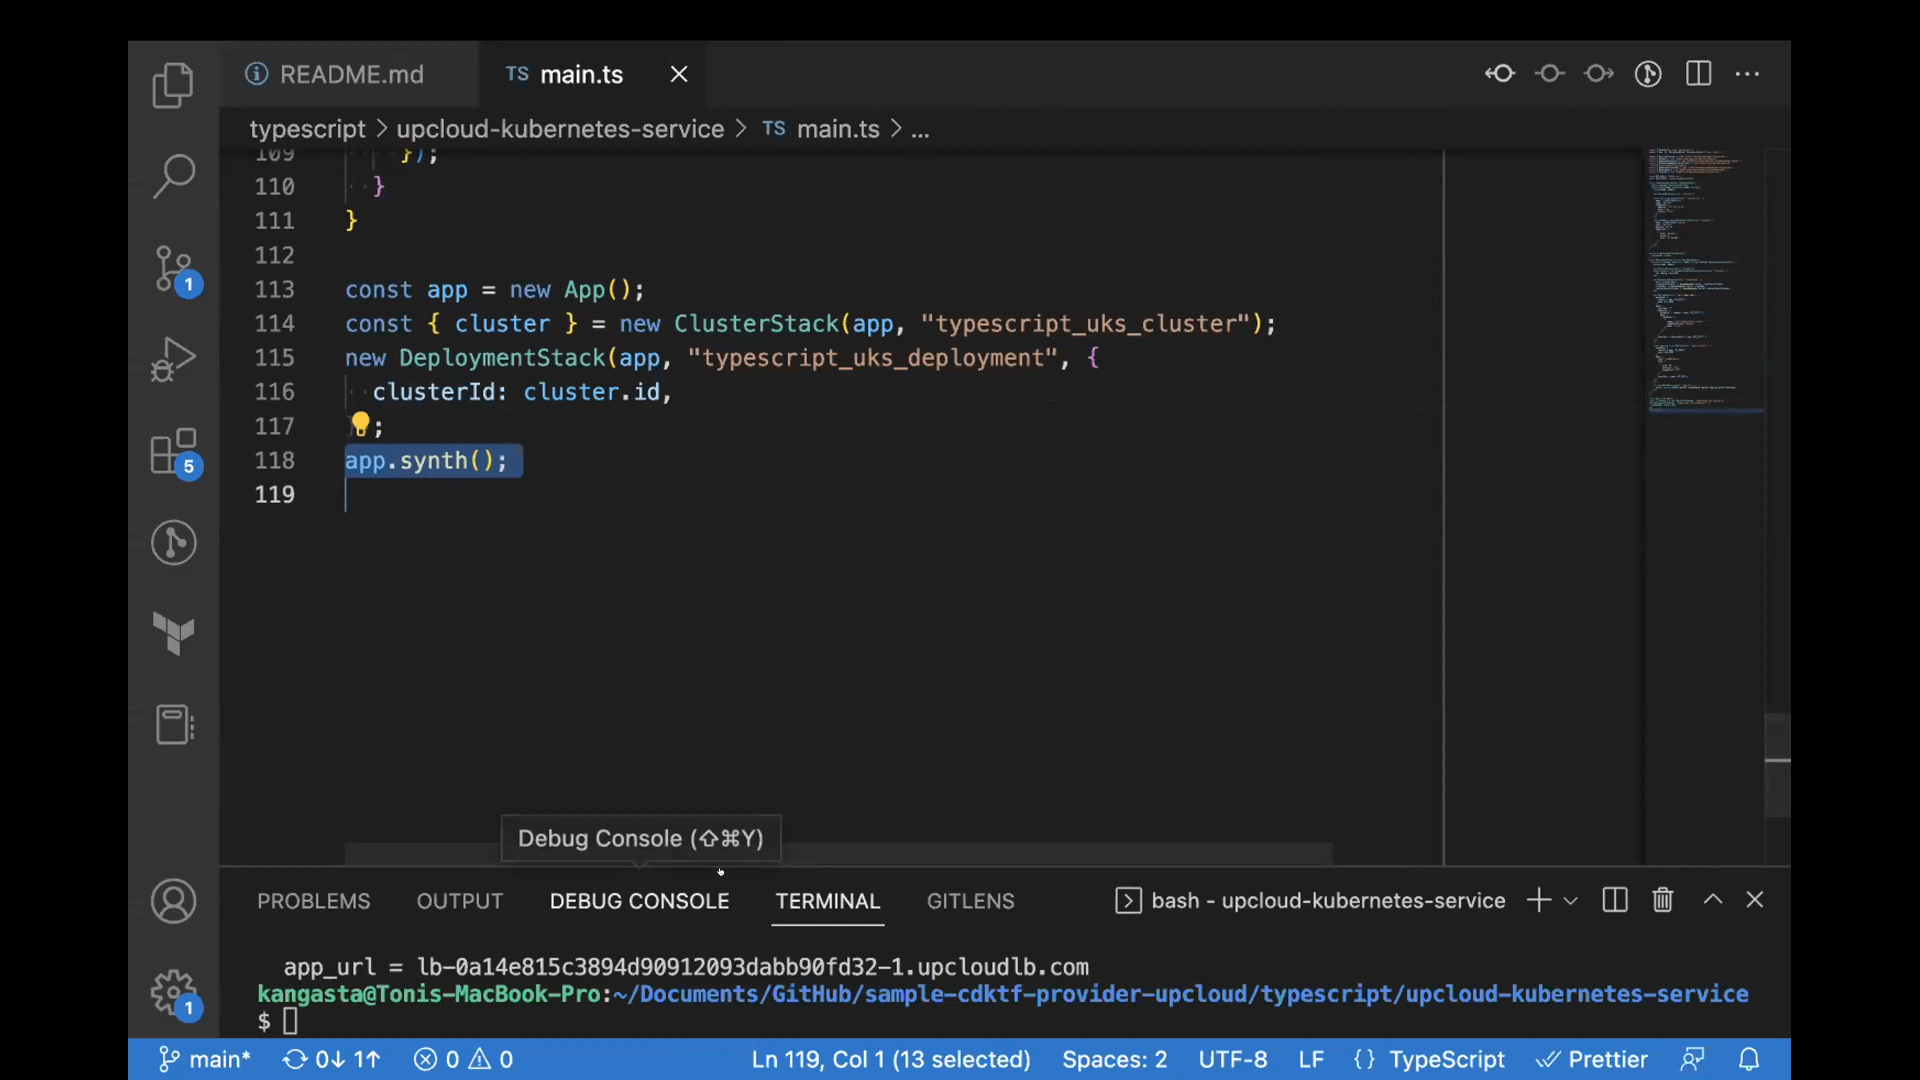 README.md
TS main.ts
typescript > upcloud-kubernetes-service > TS main.ts > ...
109 });
110 }
111 }
112
113 const app = new App();
114 const { cluster } = new ClusterStack(app, "typescript_uks_cluster");
115 new DeploymentStack(app, "typescript_uks_deployment", {
116 clusterId: cluster.id,
117 ;
118 app.synth();
119
1
5
1
Debug Console (⇧⌘Y)
PROBLEMS OUTPUT DEBUG CONSOLE TERMINAL GITLENS bash - upcloud-kubernetes-service
app_url = lb-0a14e815c3894d90912093dabb90fd32-1.upcloudlb.com
kangasta@Tonis-MacBook-Pro:~/Documents/GitHub/sample-cdktf-provider-upcloud/typescript/upcloud-kubernetes-service
$
main* 0↓ 1↑ 0 0 Ln 119, Col 1 (13 selected) Spaces: 2 UTF-8 LF {} TypeScript Prettier